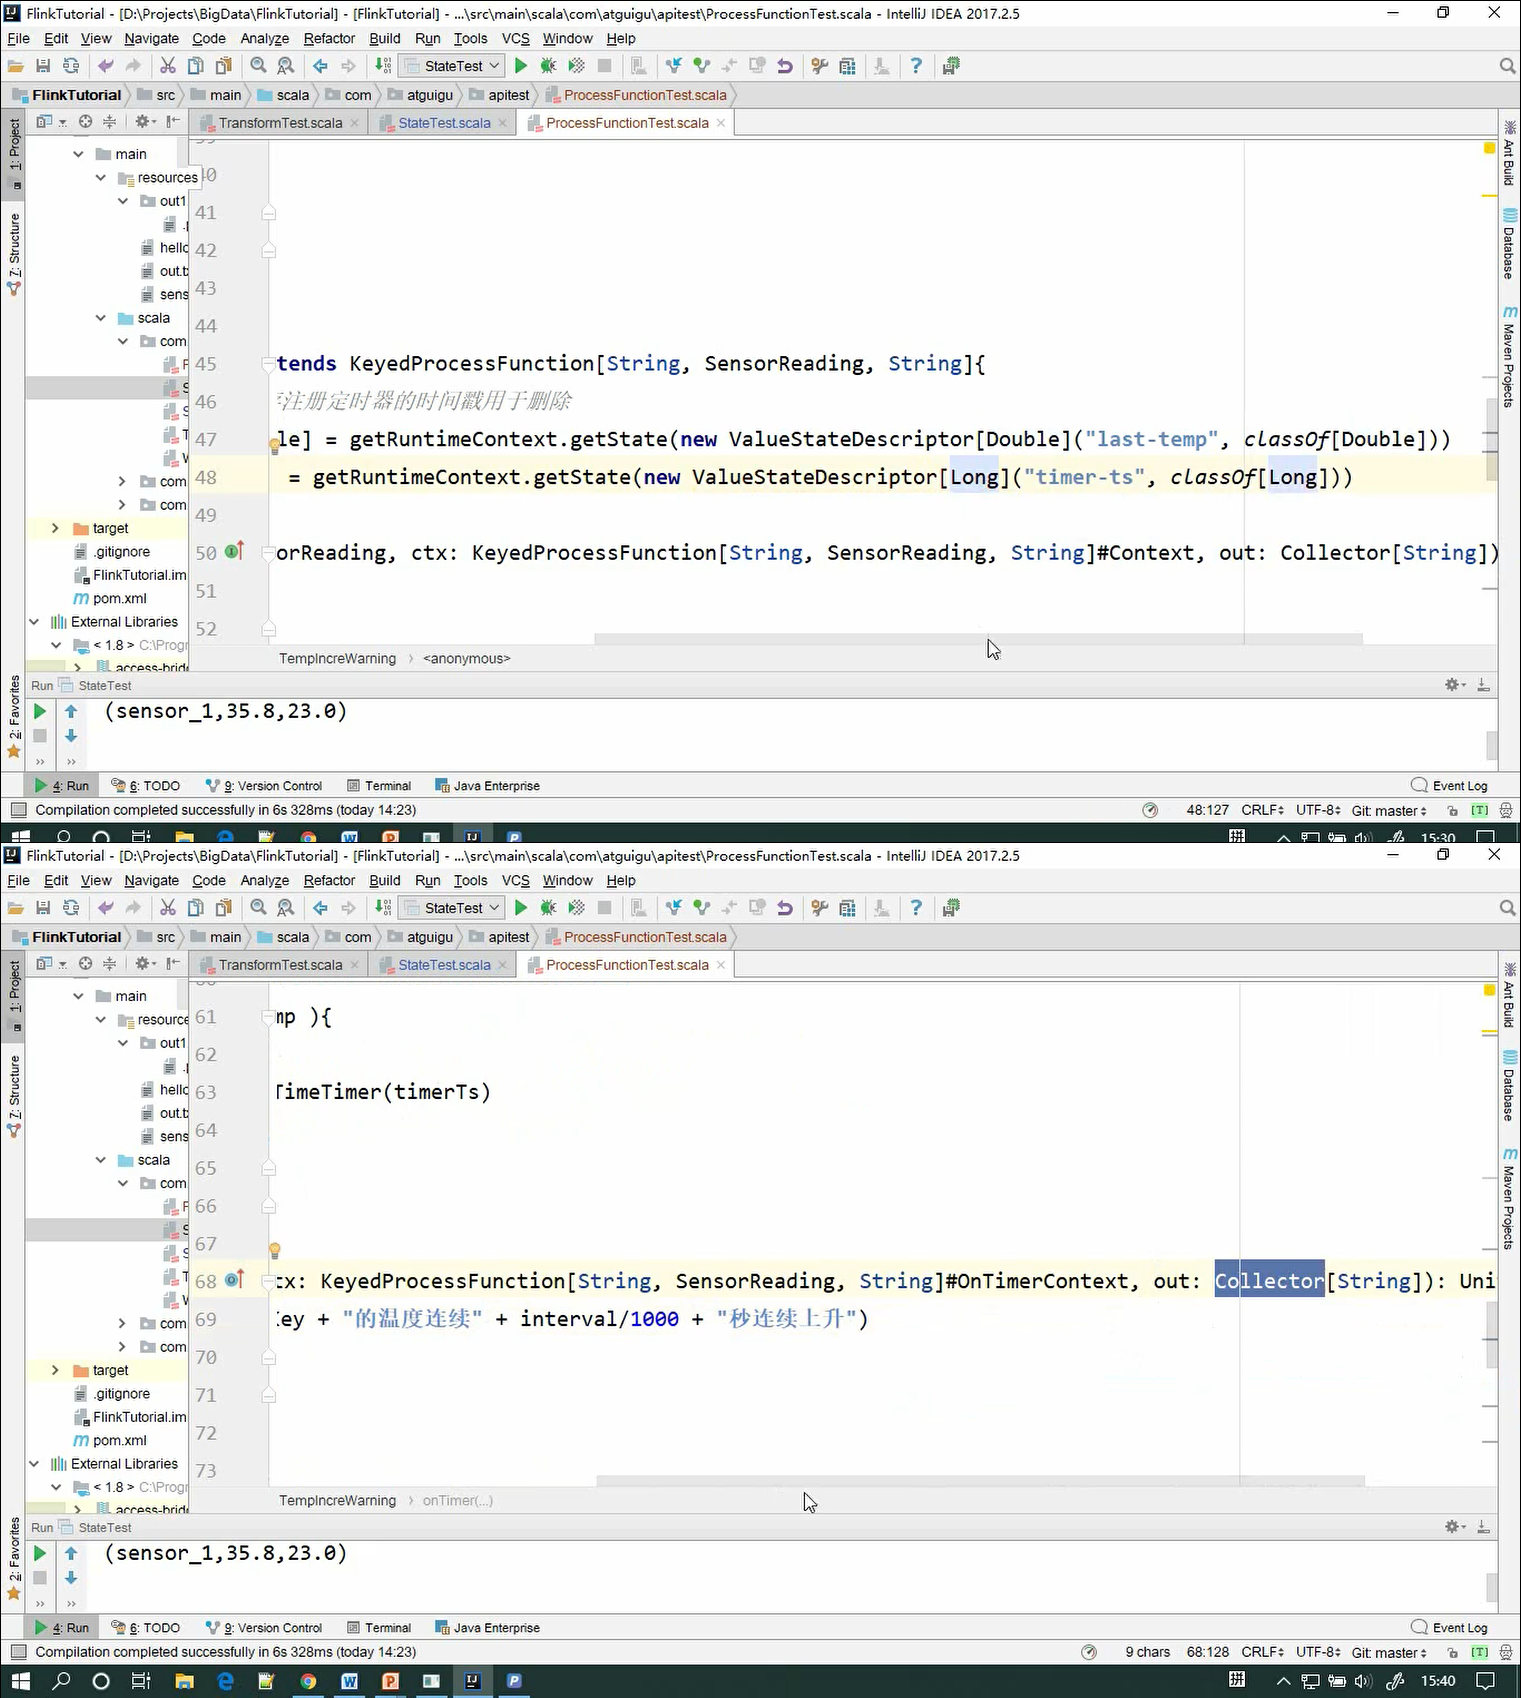 FlinkTutorial - [D:\Projects\BigData\FlinkTutorial] - [FlinkTutorial] - ...\src\main\scala\com\atguigu\apitest\ProcessFunctionTest.scala - IntelliJ IDEA 2017.2.5
File Edit View Navigate Code Analyze Refactor Build Run Tools VCS Window Help
StateTest
FlinkTutorial src main scala com atguigu apitest ProcessFunctionTest.scala
TransformTest.scala StateTest.scala ProcessFunctionTest.scala
1: Project
7: Structure
2: Favorites
Ant Build
Database
Maven Projects
main
resources
out1
hello
out.t
sens
scala
com
com
com
target
.gitignore
FlinkTutorial.im
pom.xml
External Libraries
< 1.8 > C:\Progr
access-brid
41
42
43
44
45 tends KeyedProcessFunction[String, SensorReading, String]{
46 注册定时器的时间戳用于删除
47 le] = getRuntimeContext.getState(new ValueStateDescriptor[Double]("last-temp", classOf[Double]))
48 = getRuntimeContext.getState(new ValueStateDescriptor[Long]("timer-ts", classOf[Long]))
49
50 orReading, ctx: KeyedProcessFunction[String, SensorReading, String]#Context, out: Collector[String])
51
52
TempIncreWarning <anonymous>
Run StateTest
(sensor_1,35.8,23.0)
4: Run 6: TODO 9: Version Control Terminal Java Enterprise Event Log
Compilation completed successfully in 6s 328ms (today 14:23) 48:127 CRLF UTF-8 Git: master [T]
15:30
FlinkTutorial - [D:\Projects\BigData\FlinkTutorial] - [FlinkTutorial] - ...\src\main\scala\com\atguigu\apitest\ProcessFunctionTest.scala - IntelliJ IDEA 2017.2.5
File Edit View Navigate Code Analyze Refactor Build Run Tools VCS Window Help
StateTest
FlinkTutorial src main scala com atguigu apitest ProcessFunctionTest.scala
TransformTest.scala StateTest.scala ProcessFunctionTest.scala
1: Project
7: Structure
2: Favorites
Ant Build
Database
Maven Projects
main
resource
out1
hello
out.t
sens
scala
com
com
com
target
.gitignore
FlinkTutorial.im
pom.xml
External Libraries
< 1.8 > C:\Progr
access-brid
61 mp ){
62
63 TimeTimer(timerTs)
64
65
66
67
68 ctx: KeyedProcessFunction[String, SensorReading, String]#OnTimerContext, out: Collector[String]): Uni
69 Key + "的温度连续" + interval/1000 + "秒连续上升")
70
71
72
73
TempIncreWarning onTimer(...)
Run StateTest
(sensor_1,35.8,23.0)
4: Run 6: TODO 9: Version Control Terminal Java Enterprise Event Log
Compilation completed successfully in 6s 328ms (today 14:23) 9 chars 68:128 CRLF UTF-8 Git: master [T]
拼 15:40